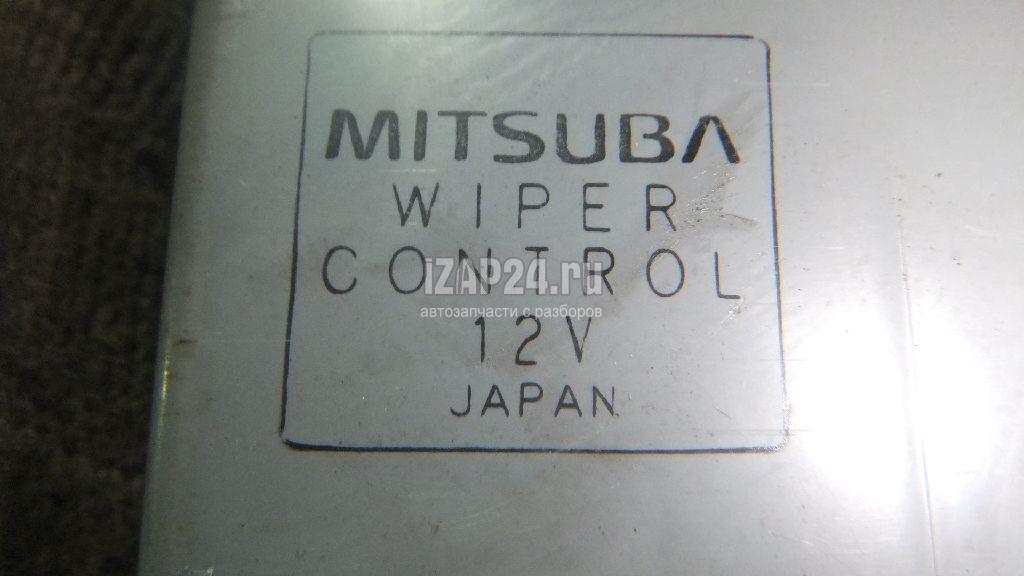 MITSUBA
WIPER
CONTROL
iZAP24.ru
автозапчасти с разборов
12V
JAPAN